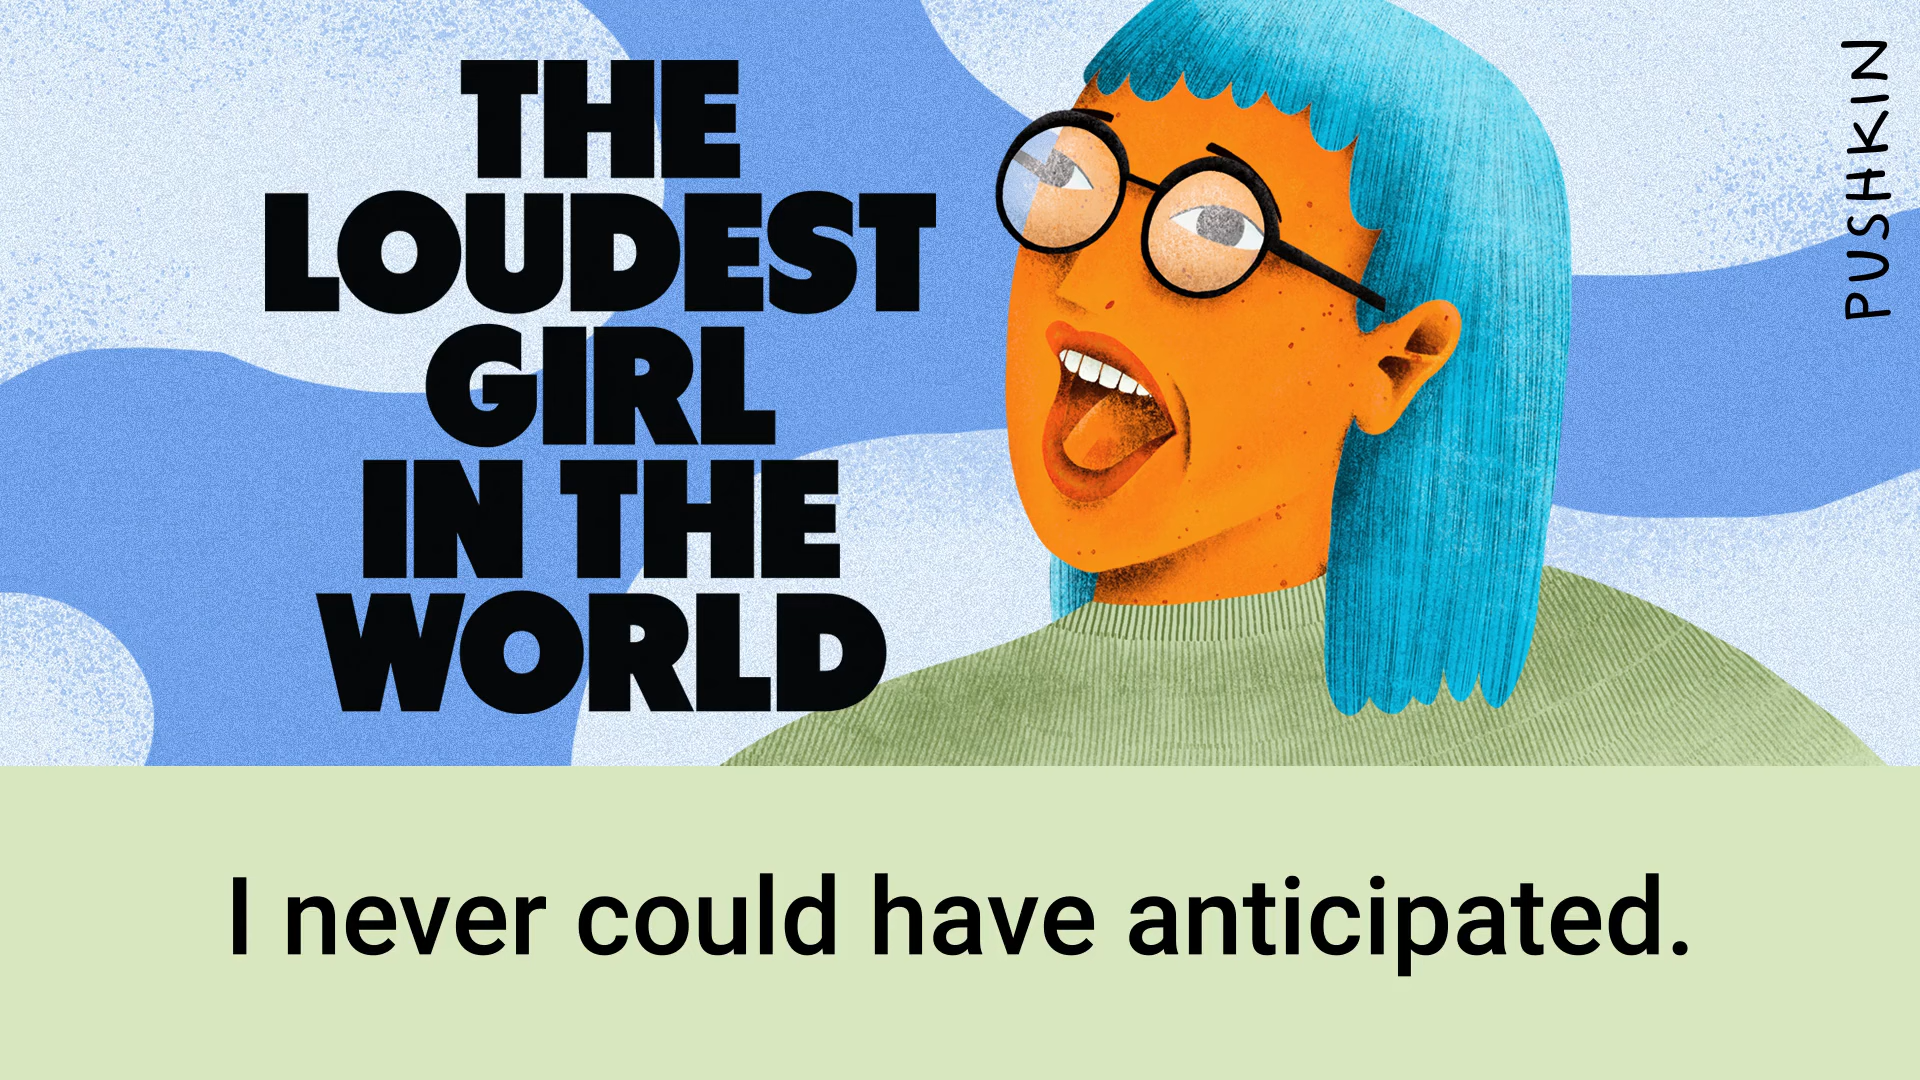 THE
LOUDEST
GIRL
IN THE
WORLD
PUSHKIN
I never could have anticipated.